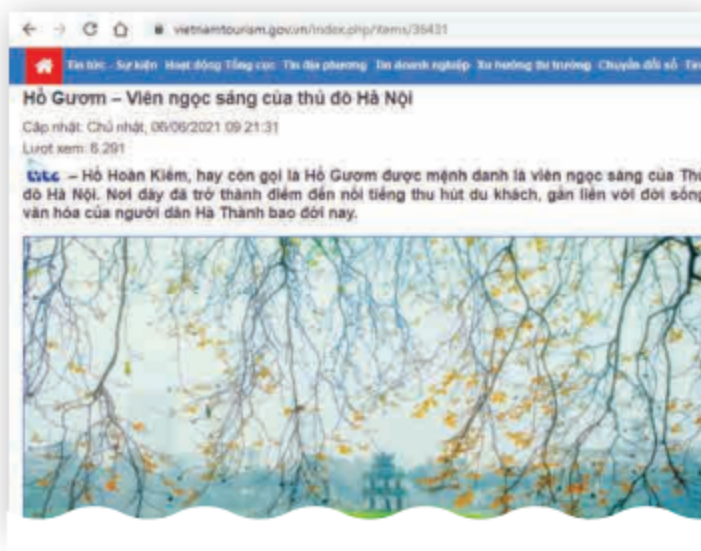 vietnamtourism.gov.vn/index.php/items/35431
Tin tức - Sự kiện Hoạt động Tổng cục Tin địa phương Tin doanh nghiệp Xu hướng thị trường Chuyển đổi số
Hồ Gươm – Viên ngọc sáng của thủ đô Hà Nội
Cập nhật: Chủ nhật, 06/06/2021 09:21:31
Lượt xem: 6.291
TITC – Hồ Hoàn Kiếm, hay còn gọi là Hồ Gươm được mệnh danh là viên ngọc sáng của Thủ
đô Hà Nội. Nơi đây đã trở thành điểm đến nổi tiếng thu hút du khách, gắn liền với đời sống
văn hóa của người dân Hà Thành bao đời nay.